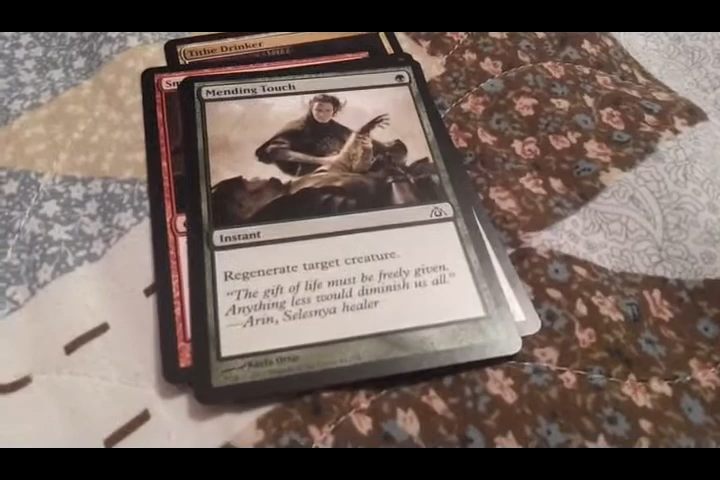 Tithe Drinker
Sm
Mending Touch
Instant
Regenerate target creature.
"The gift of life must be freely given.
Anything less would diminish us all."
—Arin, Selesnya healer